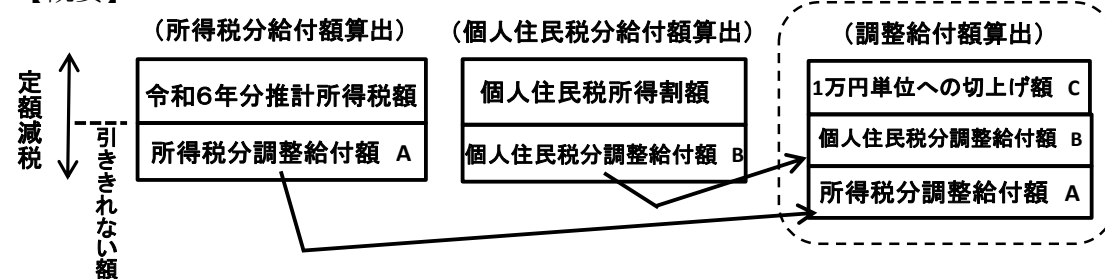 (所得税分給付額算出)
(個人住民税分給付額算出)
(調整給付額算出)
定額減税
引ききれない額
令和6年分推計所得税額
所得税分調整給付額 A
個人住民税所得割額
個人住民税分調整給付額 B
1万円単位への切上げ額 C
個人住民税分調整給付額 B
所得税分調整給付額 A